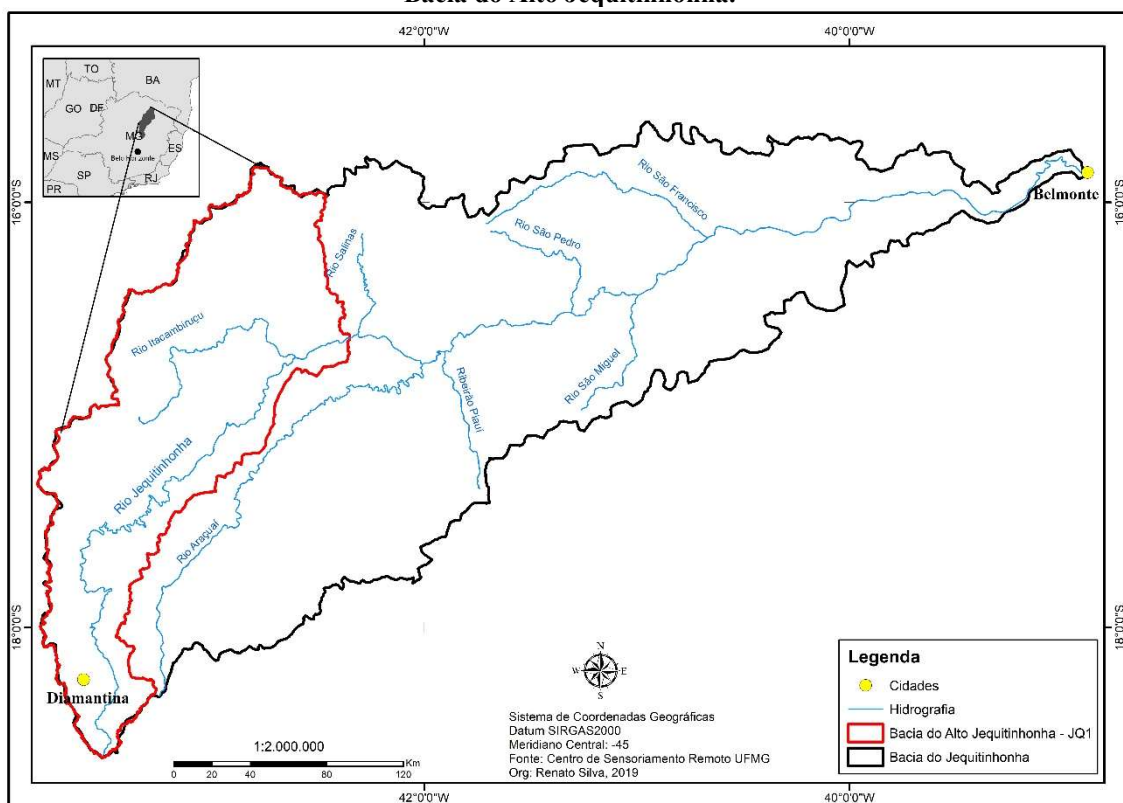 Bacia do Alto Jequitinhonha.
42°0'0"W
40°0'0"W
TO
MT
BA
GO
DF
MG
Belo Horizonte
ES
MS
SP
RJ
PR
16°0'0"S
16°0'0"S
Belmonte
Rio São Francisco
Rio São Pedro
Rio Salinas
Rio Itacambiruçu
Rio São Miguel
Ribeirão Piauí
Rio Jequitinhonha
Rio Araçuaí
18°0'0"S
18°0'0"S
Diamantina
N
W
E
S
Legenda
Cidades
Hidrografia
Bacia do Alto Jequitinhonha - JQ1
Bacia do Jequitinhonha
Sistema de Coordenadas Geográficas
Datum SIRGAS2000
Meridiano Central: -45
Fonte: Centro de Sensoriamento Remoto UFMG
Org: Renato Silva, 2019
1:2.000.000
0 20 40 80 120 Km
42°0'0"W
40°0'0"W